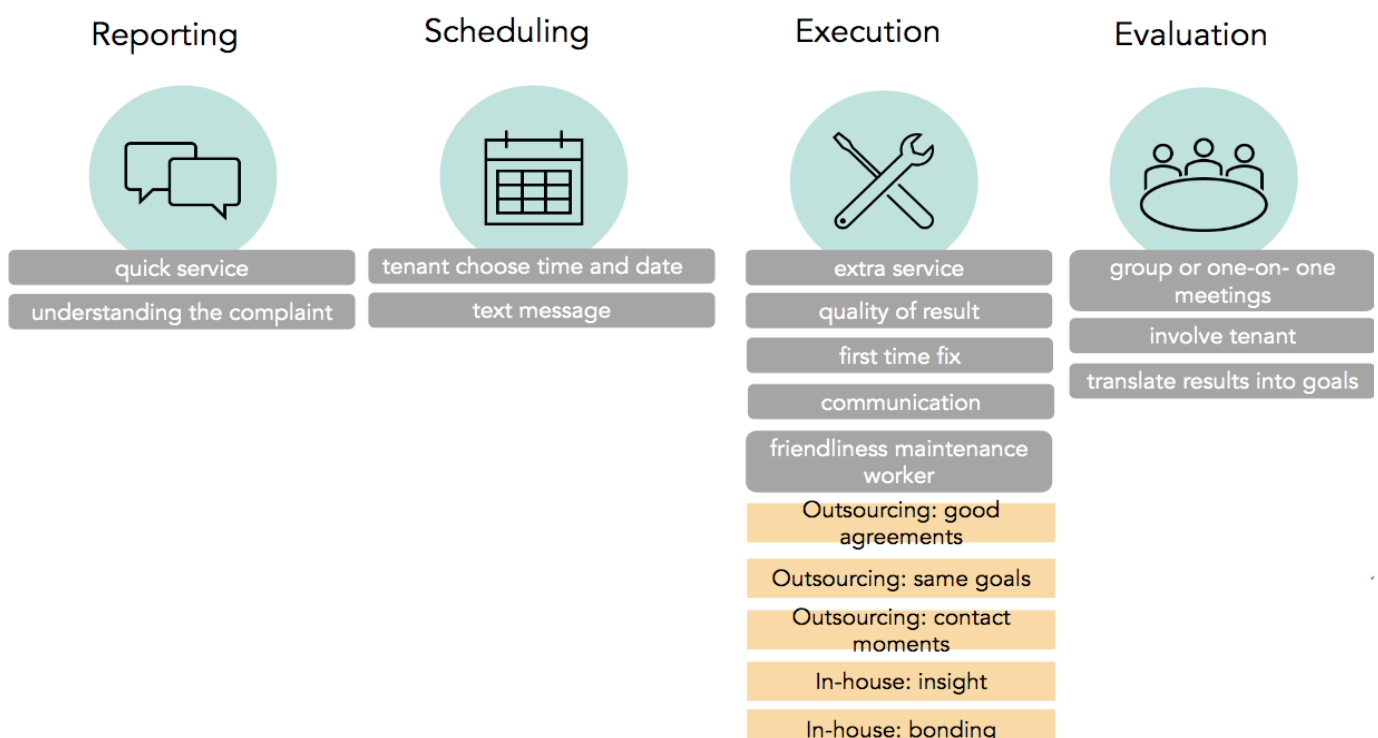 Reporting
Scheduling
Execution
Evaluation
quick service
understanding the complaint
tenant choose time and date
text message
extra service
quality of result
first time fix
communication
friendliness maintenance
worker
Outsourcing: good
agreements
Outsourcing: same goals
Outsourcing: contact
moments
In-house: insight
In-house: bonding
group or one-on- one
meetings
involve tenant
translate results into goals